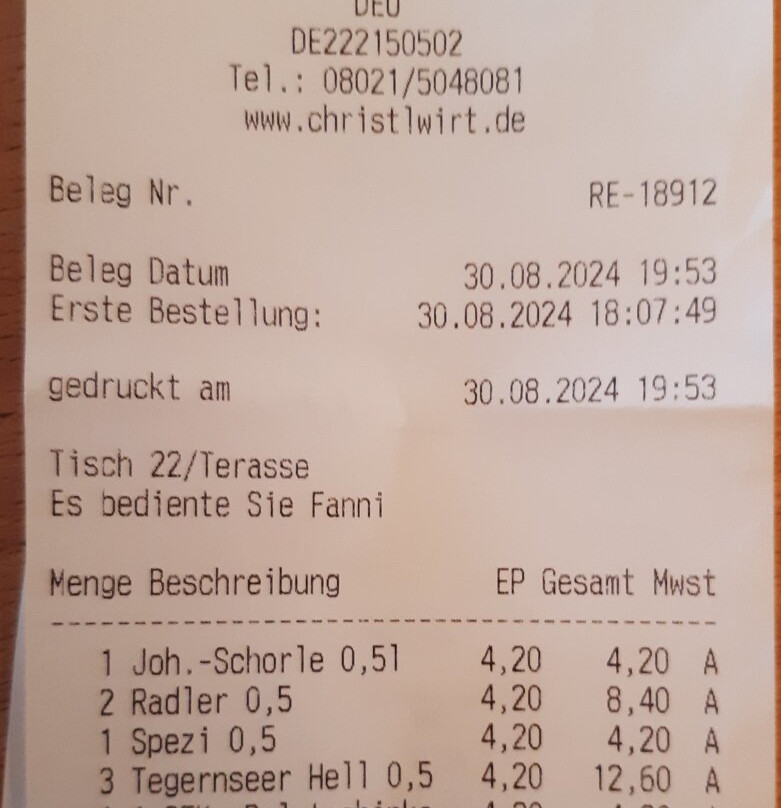 DEU
DE222150502
Tel.: 08021/5048081
www.christlwirt.de
Beleg Nr. RE-18912
Beleg Datum 30.08.2024 19:53
Erste Bestellung: 30.08.2024 18:07:49
gedruckt am 30.08.2024 19:53
Tisch 22/Terasse
Es bediente Sie Fanni
Menge Beschreibung EP Gesamt Mwst
1 Joh.-Schorle 0,5l 4,20 4,20 A
2 Radler 0,5 4,20 8,40 A
1 Spezi 0,5 4,20 4,20 A
3 Tegernseer Hell 0,5 4,20 12,60 A